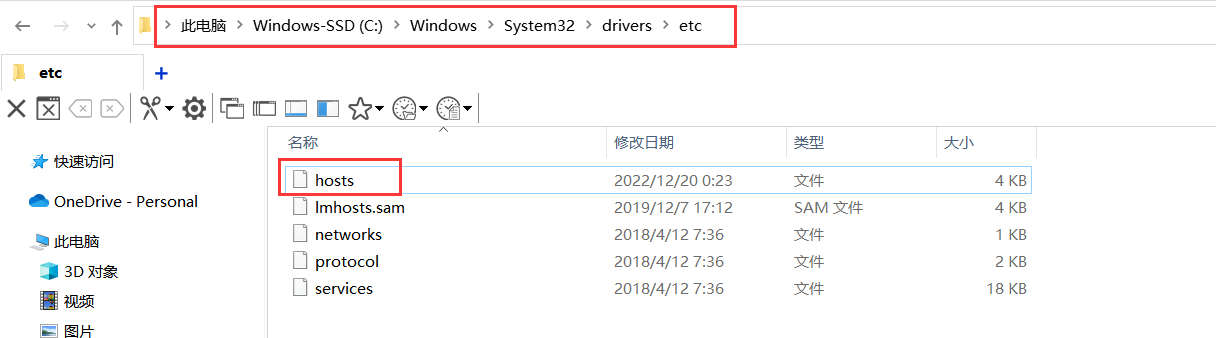 此电脑 Windows-SSD (C:) Windows System32 drivers etc
etc
名称 修改日期 类型 大小
快速访问
OneDrive - Personal
此电脑
3D 对象
视频
图片
hosts 2022/12/20 0:23 文件 4 KB
lmhosts.sam 2019/12/7 17:12 SAM 文件 4 KB
networks 2018/4/12 7:36 文件 1 KB
protocol 2018/4/12 7:36 文件 2 KB
services 2018/4/12 7:36 文件 18 KB